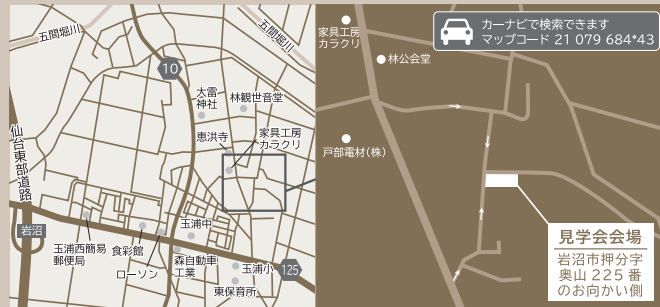 五間堀川
五間堀川
10
大雷
神社
林観世音堂
恵洪寺
家具工房
カラクリ
仙台東部道路
岩沼
玉浦西簡易
郵便局
食彩館
ローソン
玉浦中
森自動車
工業
玉浦小
東保育所
125
家具工房
カラクリ
カーナビで検索できます
マップコード 21 079 684*43
林公会堂
戸部電材(株)
見学会会場
岩沼市押分字
奥山 225 番
のお向かい側